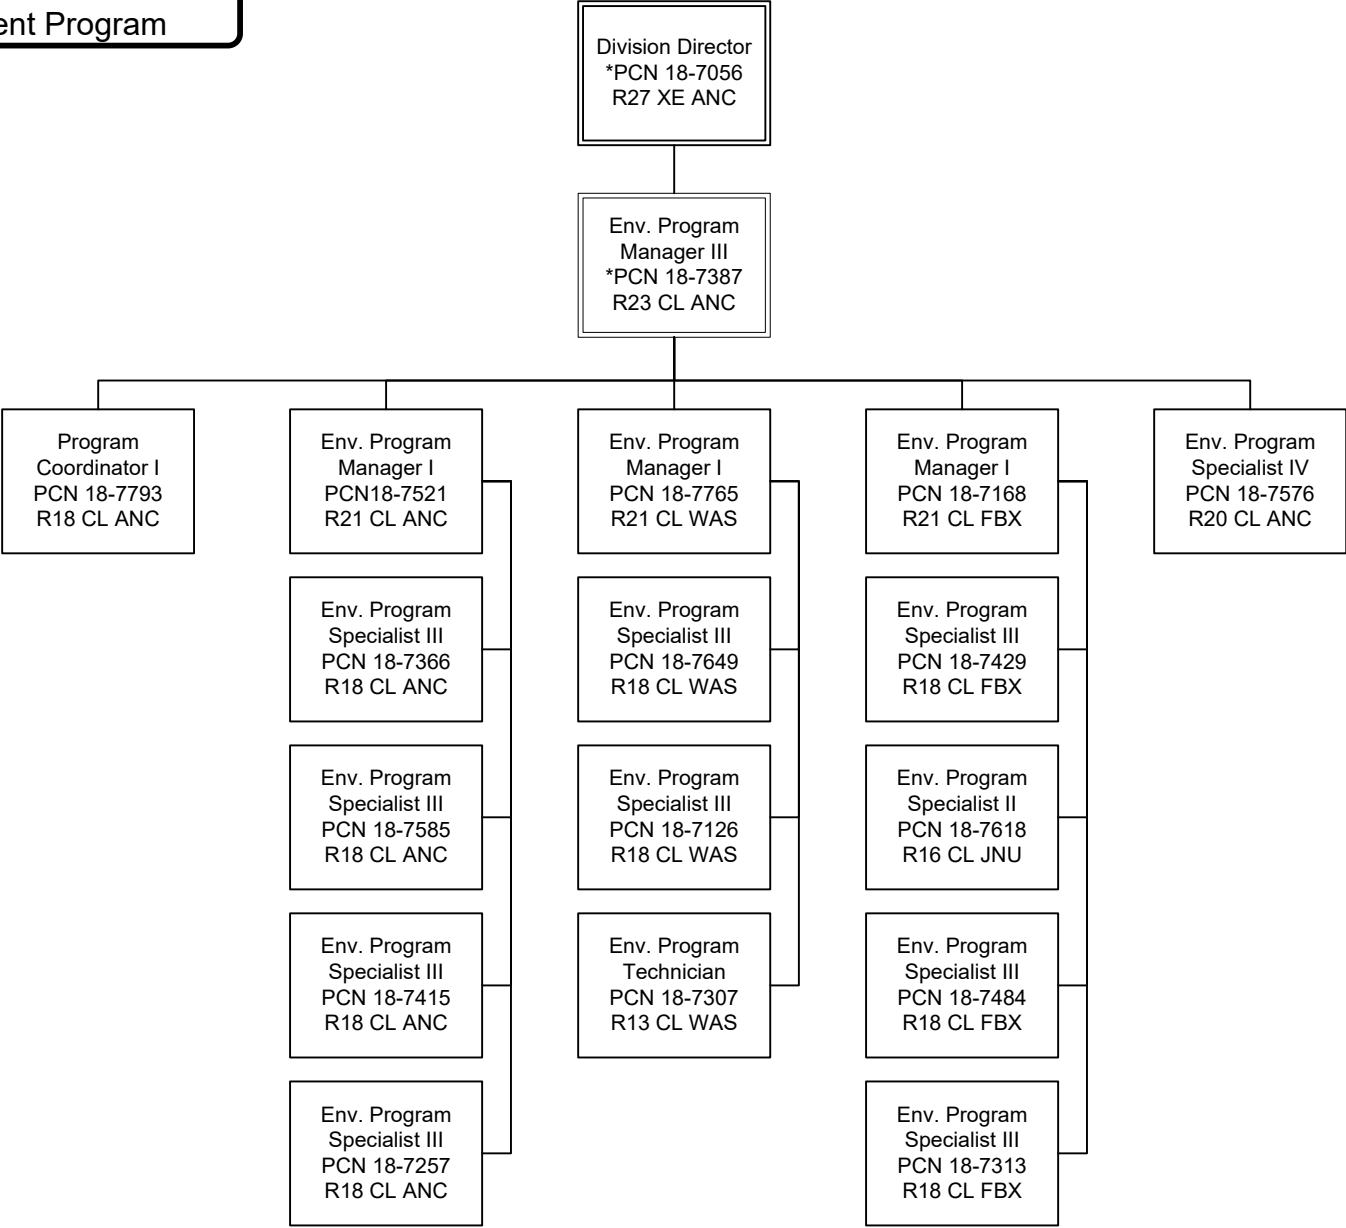 Program
Division Director
*PCN 18-7056
R27 XE ANC
Env. Program
Manager III
*PCN 18-7387
R23 CL ANC
Program
Coordinator I
PCN 18-7793
R18 CL ANC
Env. Program
Manager I
PCN18-7521
R21 CL ANC
Env. Program
Manager I
PCN 18-7765
R21 CL WAS
Env. Program
Manager I
PCN 18-7168
R21 CL FBX
Env. Program
Specialist IV
PCN 18-7576
R20 CL ANC
Env. Program
Specialist III
PCN 18-7366
R18 CL ANC
Env. Program
Specialist III
PCN 18-7649
R18 CL WAS
Env. Program
Specialist III
PCN 18-7429
R18 CL FBX
Env. Program
Specialist III
PCN 18-7585
R18 CL ANC
Env. Program
Specialist III
PCN 18-7126
R18 CL WAS
Env. Program
Specialist II
PCN 18-7618
R16 CL JNU
Env. Program
Specialist III
PCN 18-7415
R18 CL ANC
Env. Program
Technician
PCN 18-7307
R13 CL WAS
Env. Program
Specialist III
PCN 18-7484
R18 CL FBX
Env. Program
Specialist III
PCN 18-7257
R18 CL ANC
Env. Program
Specialist III
PCN 18-7313
R18 CL FBX